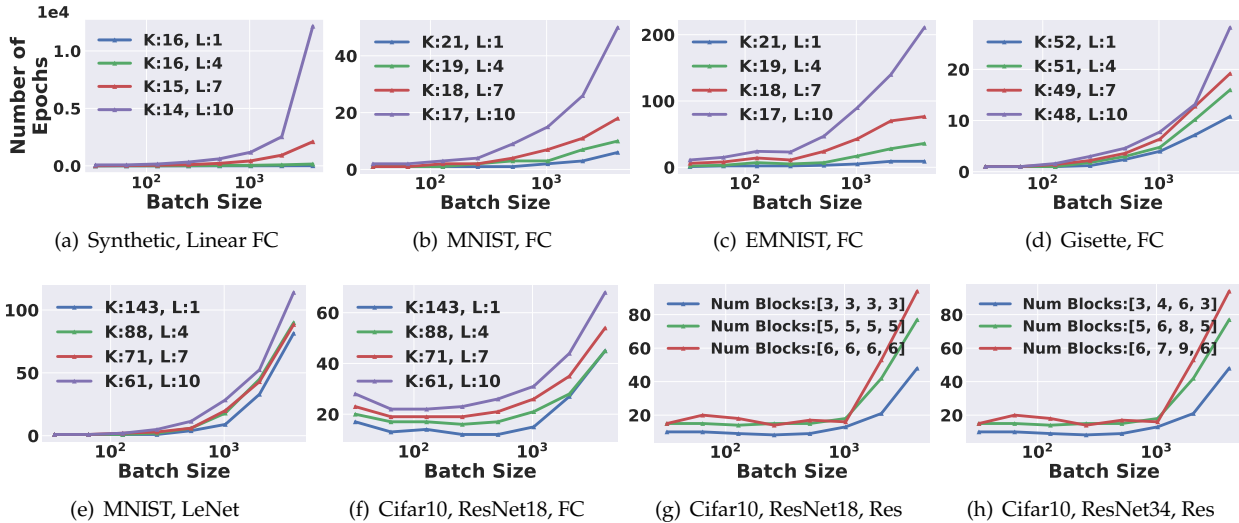 1e4
Number of
Epochs
1.0
0.5
0.0
K:16, L:1
K:16, L:4
K:15, L:7
K:14, L:10
10²
10³
Batch Size
(a) Synthetic, Linear FC
40
20
0
K:21, L:1
K:19, L:4
K:18, L:7
K:17, L:10
10²
10³
Batch Size
(b) MNIST, FC
200
100
0
K:21, L:1
K:19, L:4
K:18, L:7
K:17, L:10
10²
10³
Batch Size
(c) EMNIST, FC
20
10
0
K:52, L:1
K:51, L:4
K:49, L:7
K:48, L:10
10²
10³
Batch Size
(d) Gisette, FC
100
50
0
K:143, L:1
K:88, L:4
K:71, L:7
K:61, L:10
10²
10³
Batch Size
(e) MNIST, LeNet
60
40
20
K:143, L:1
K:88, L:4
K:71, L:7
K:61, L:10
10²
10³
Batch Size
(f) Cifar10, ResNet18, FC
80
60
40
20
Num Blocks:[3, 3, 3, 3]
Num Blocks:[5, 5, 5, 5]
Num Blocks:[6, 6, 6, 6]
10²
10³
Batch Size
(g) Cifar10, ResNet18, Res
80
60
40
20
Num Blocks:[3, 4, 6, 3]
Num Blocks:[5, 6, 8, 5]
Num Blocks:[6, 7, 9, 6]
10²
10³
Batch Size
(h) Cifar10, ResNet34, Res